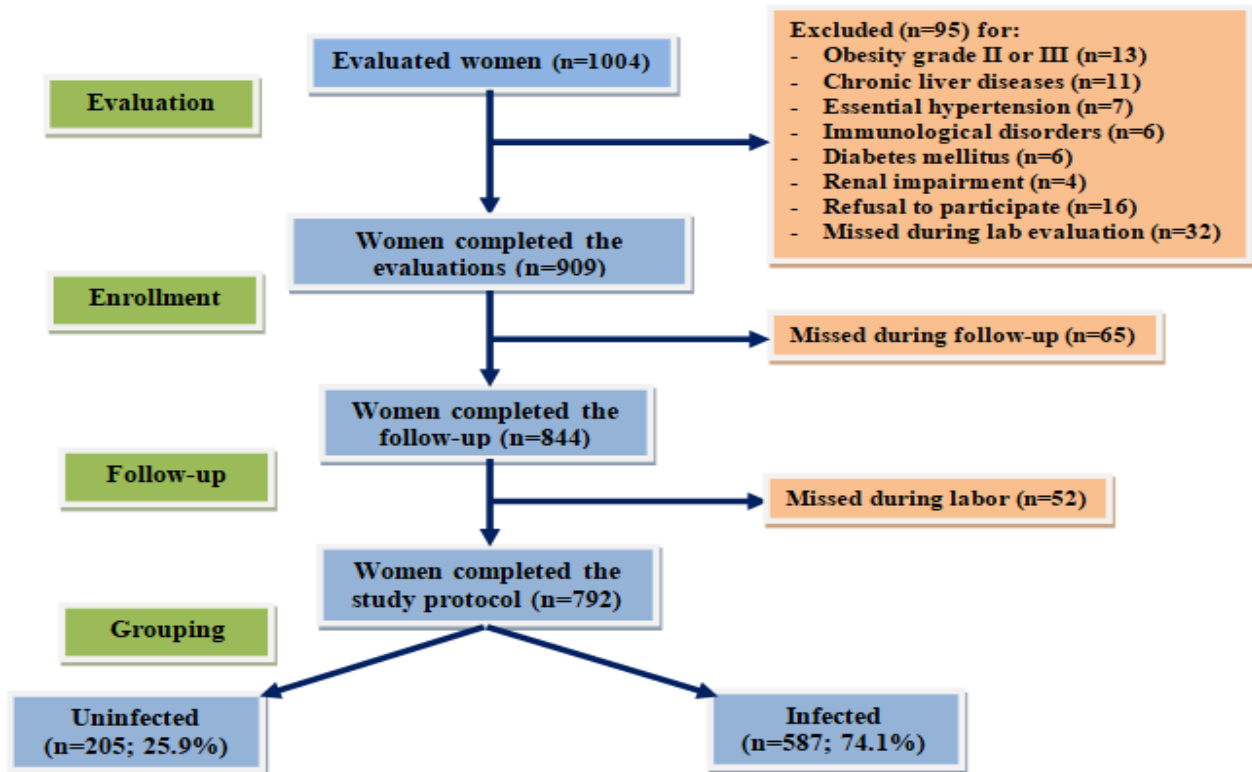 Evaluated women (n=1004)
Excluded (n=95) for:
- Obesity grade II or III (n=13)
- Chronic liver diseases (n=11)
- Essential hypertension (n=7)
- Immunological disorders (n=6)
- Diabetes mellitus (n=6)
- Renal impairment (n=4)
- Refusal to participate (n=16)
- Missed during lab evaluation (n=32)
Evaluation
Women completed the
evaluations (n=909)
Enrollment
Missed during follow-up (n=65)
Women completed the
follow-up (n=844)
Follow-up
Missed during labor (n=52)
Women completed the
study protocol (n=792)
Grouping
Uninfected
(n=205; 25.9%)
Infected
(n=587; 74.1%)